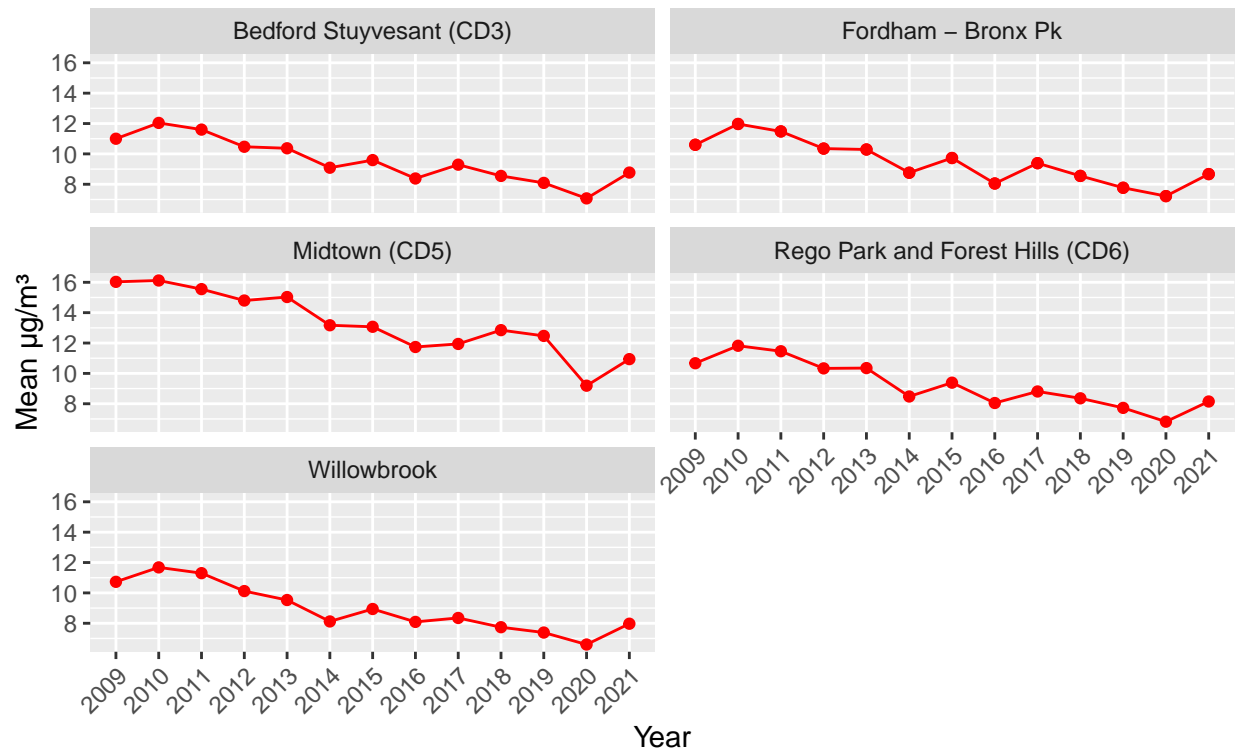 Bedford Stuyvesant (CD3)
Fordham − Bronx Pk
16
14
12
10
8
Midtown (CD5)
Rego Park and Forest Hills (CD6)
16
14
12
10
8
Willowbrook
2009 2010 2011 2012 2013 2014 2015 2016 2017 2018 2019 2020 2021
16
14
12
10
8
2009 2010 2011 2012 2013 2014 2015 2016 2017 2018 2019 2020 2021
Mean µg/m³
Year